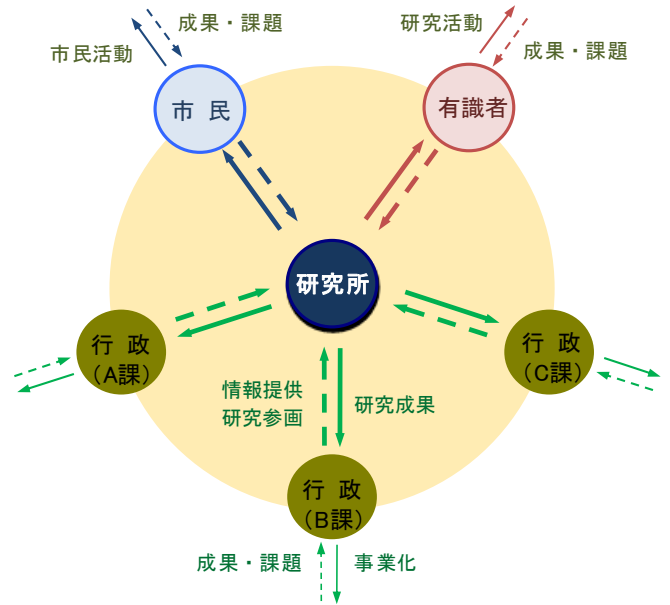 成果・課題
市民活動
研究活動
成果・課題
市 民
有識者
研究所
行 政
（A課）
行 政
（C課）
情報提供
研究参画
研究成果
行 政
（B課）
成果・課題
事業化